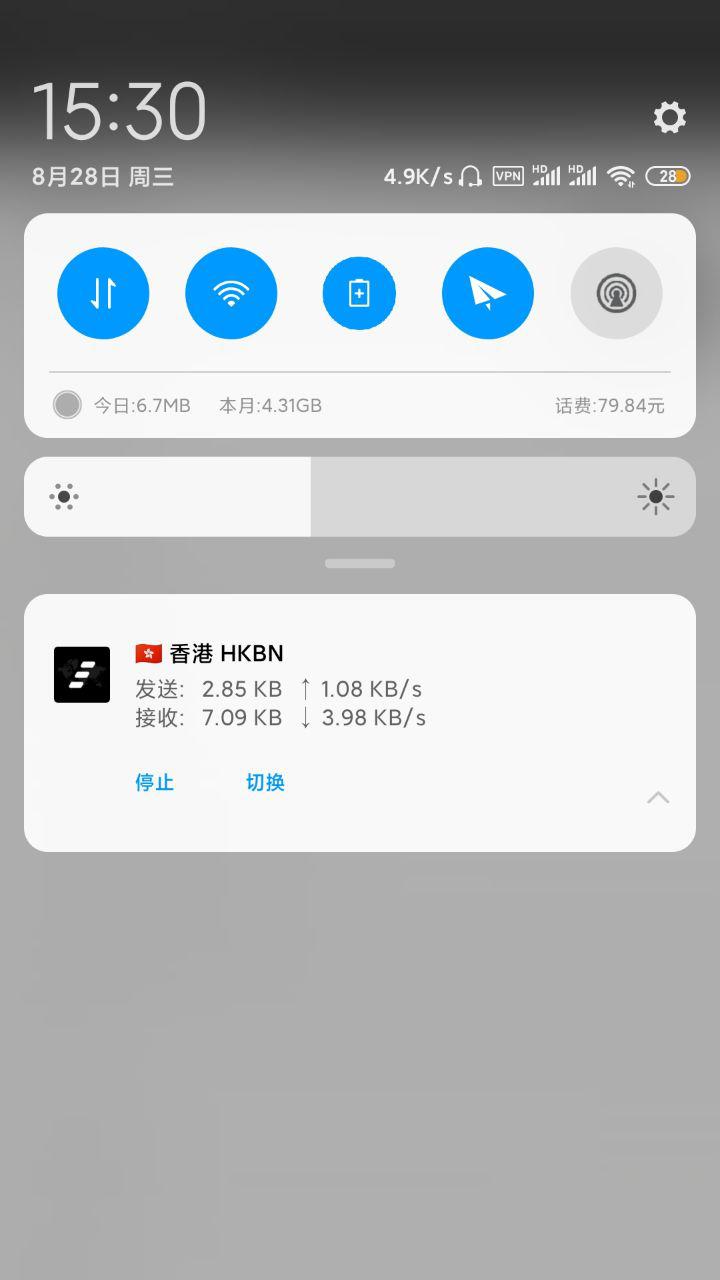 15:30
8月28日 周三
4.9K/s VPN HD HD 28
今日:6.7MB 本月:4.31GB 话费:79.84元
香港 HKBN
发送: 2.85 KB ↑ 1.08 KB/s
接收: 7.09 KB ↓ 3.98 KB/s
停止 切换